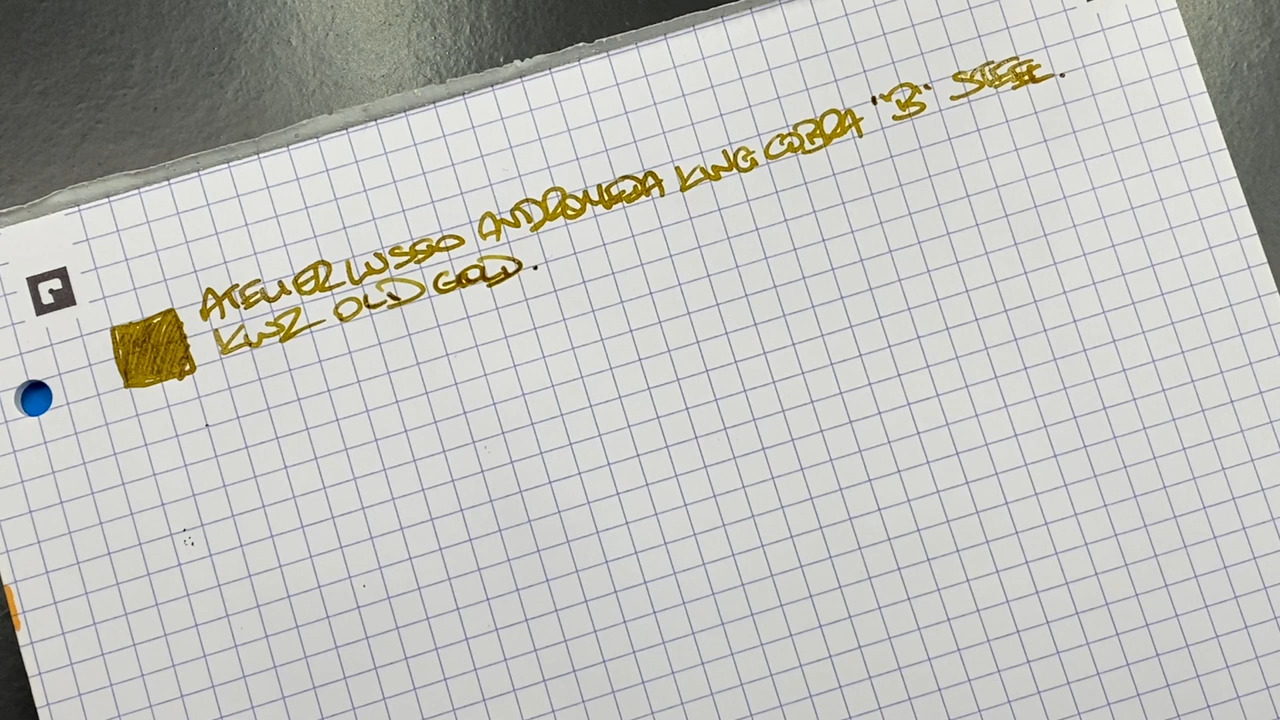 ATELIER LUSSO ANDROMEDA KING COBRA "B" STEEL.
KWZ OLD GOLD.